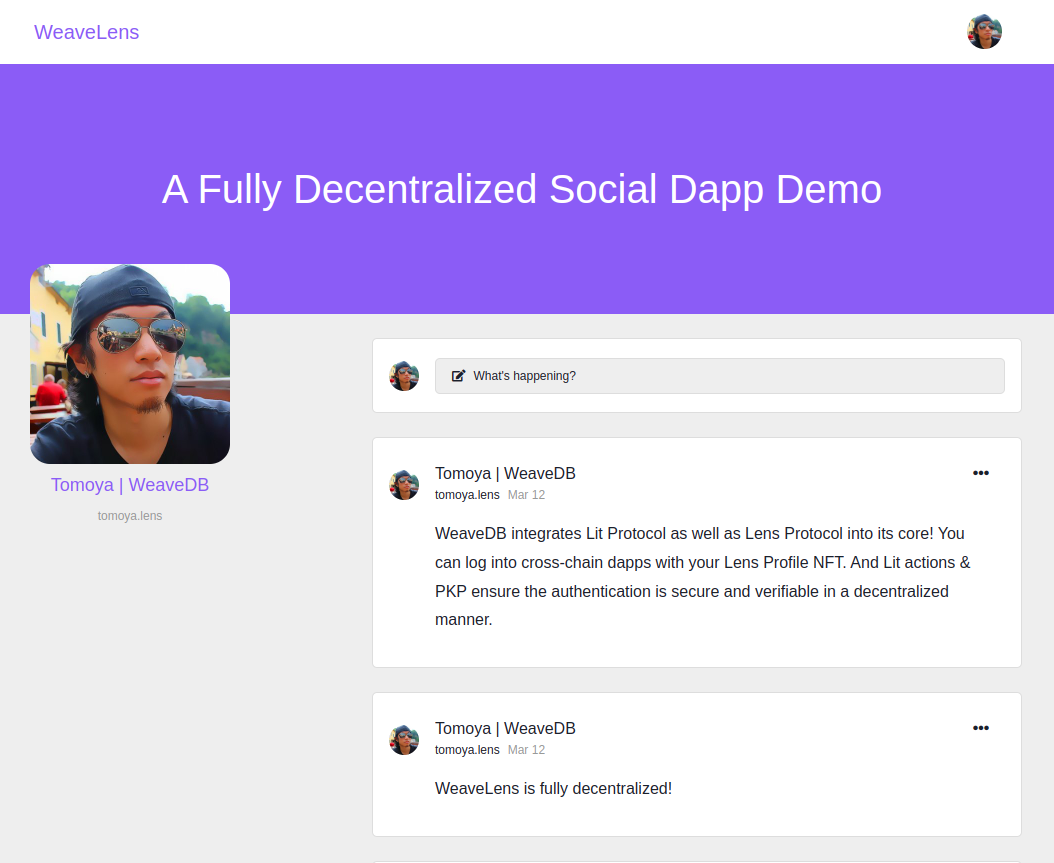 WeaveLens
A Fully Decentralized Social Dapp Demo
Tomoya | WeaveDB
tomoya.lens
What's happening?
Tomoya | WeaveDB
tomoya.lens Mar 12
WeaveDB integrates Lit Protocol as well as Lens Protocol into its core! You
can log into cross-chain dapps with your Lens Profile NFT. And Lit actions &
PKP ensure the authentication is secure and verifiable in a decentralized
manner.
Tomoya | WeaveDB
tomoya.lens Mar 12
WeaveLens is fully decentralized!